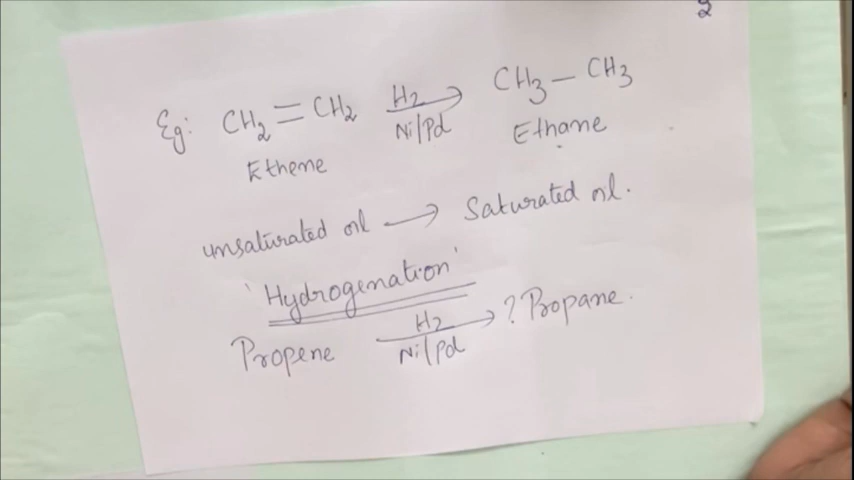 2
Eg: CH2 = CH2 H2 Ni/Pd → CH3 — CH3
Ethene Ethane
unsaturated oil → Saturated oil.
'Hydrogenation'
Propene H2 Ni/Pd → ? Propane.